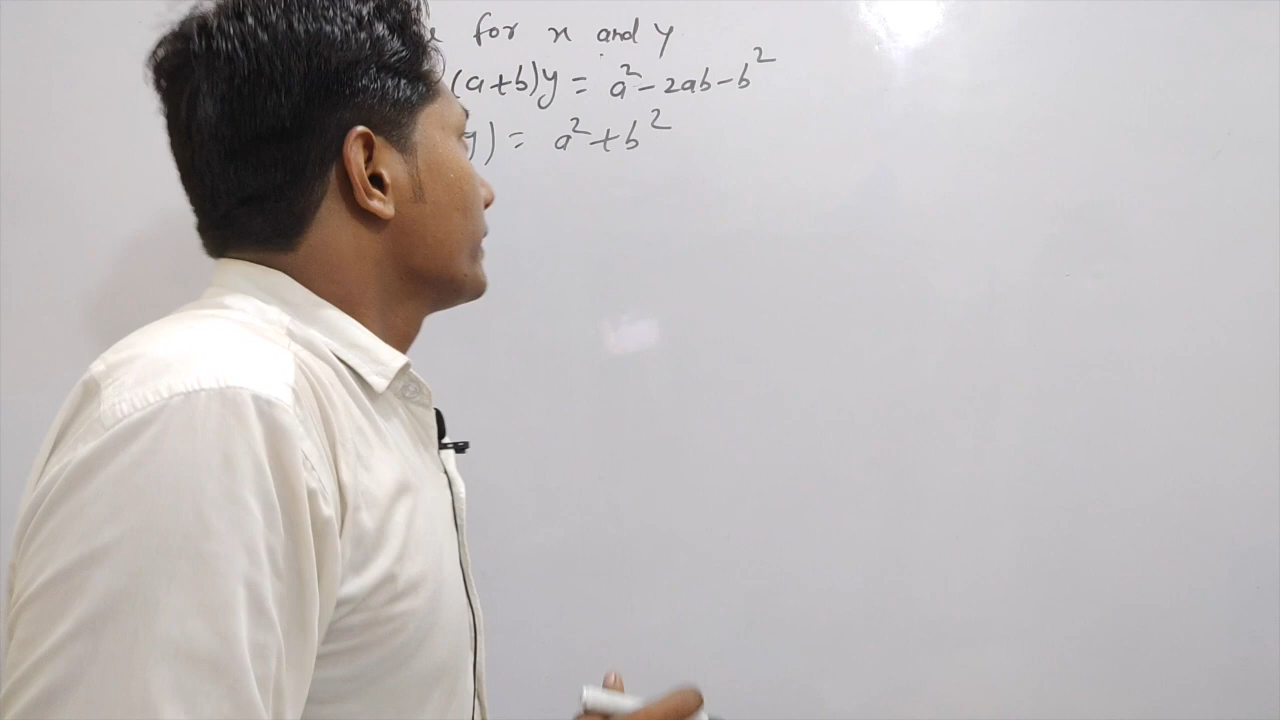 for x and y
(a+b)y = a² - 2ab - b²
y) = a² + b²